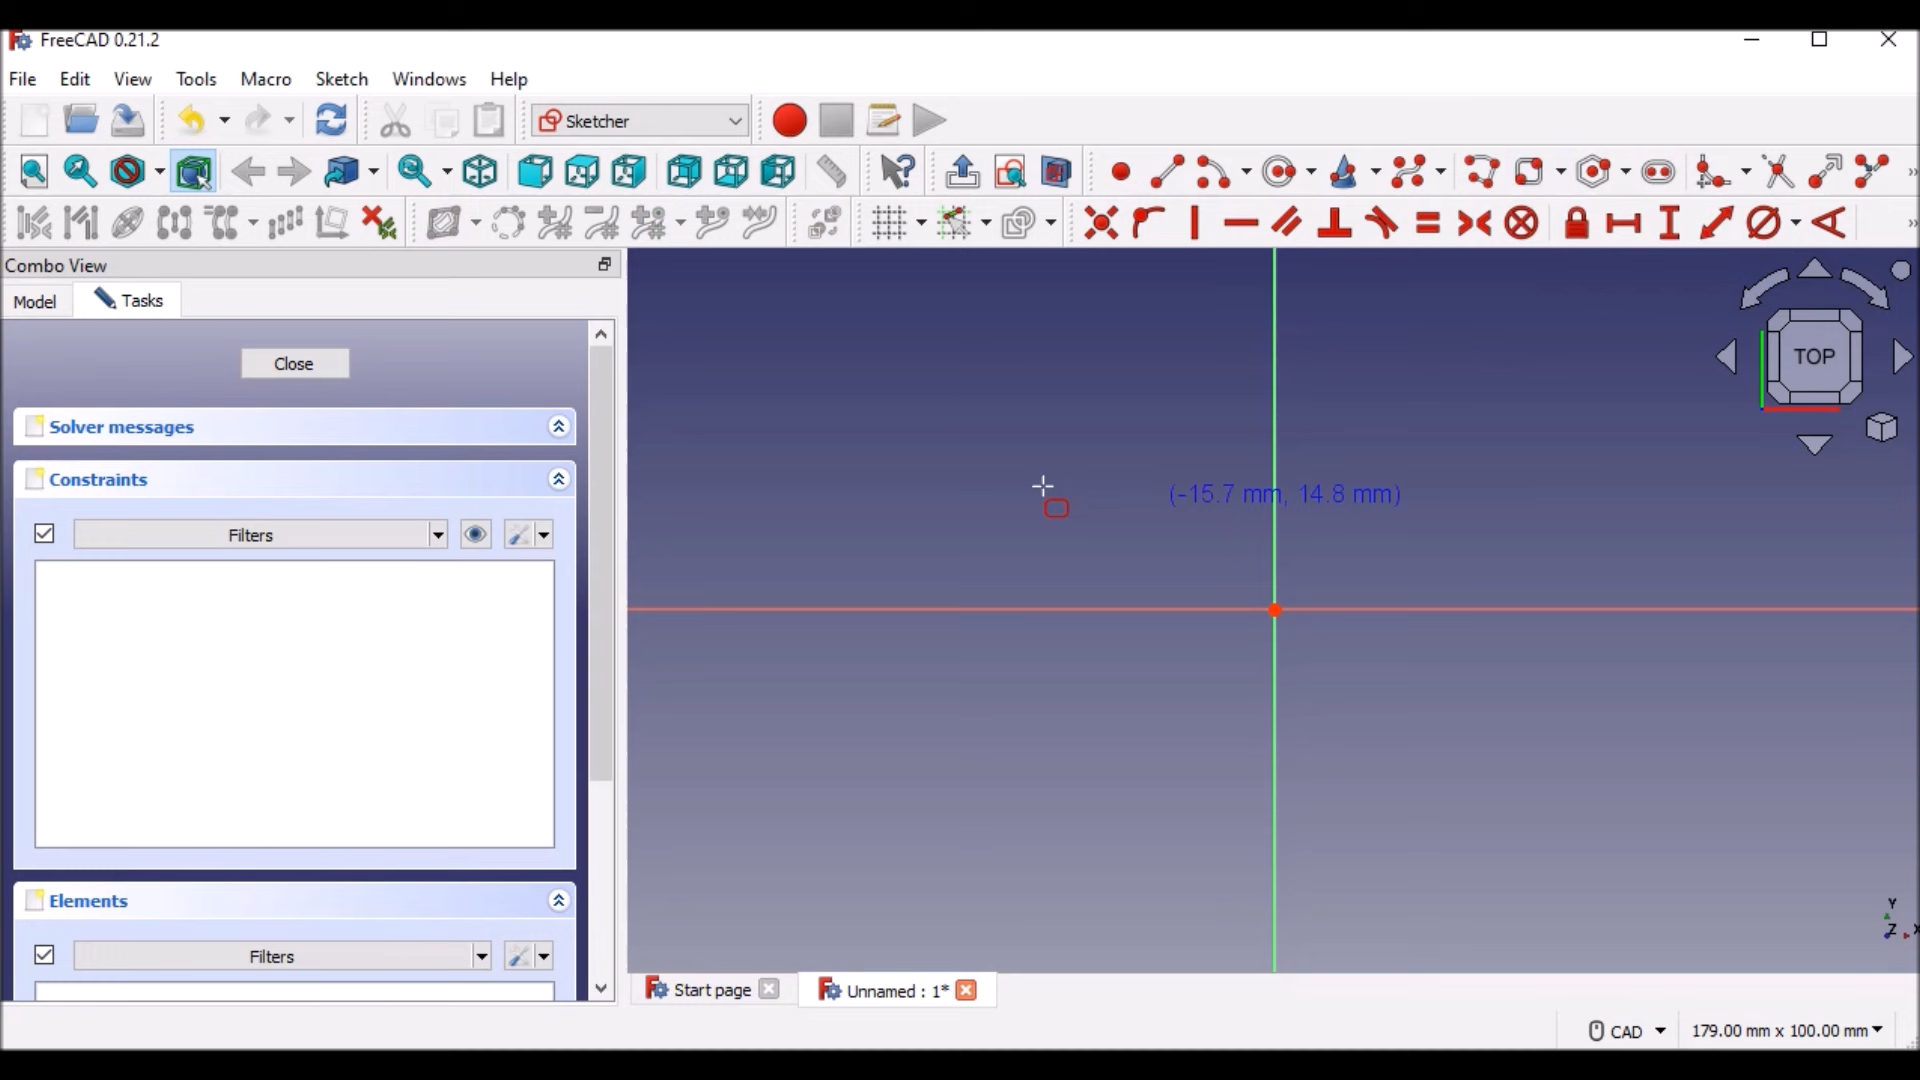 FreeCAD 0.21.2
File Edit View Tools Macro Sketch Windows Help
Sketcher
Combo View
Model Tasks
Close
Solver messages
Constraints
Filters
Elements
Filters
(-15.7 mm, 14.8 mm)
TOP
Y
Z X
Start page Unnamed : 1*
CAD 179.00 mm x 100.00 mm